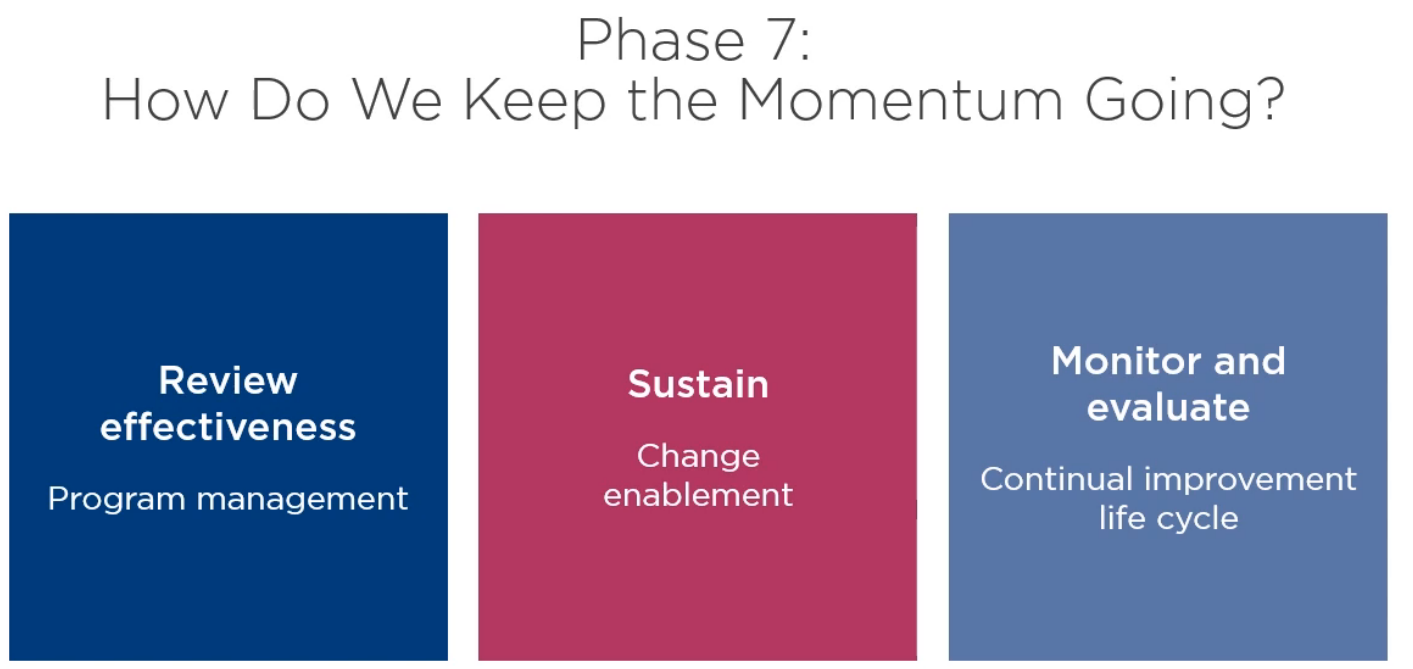 Phase 7:
How Do We Keep the Momentum Going?
Review
effectiveness
Program management
Sustain
Change
enablement
Monitor and
evaluate
Continual improvement
life cycle